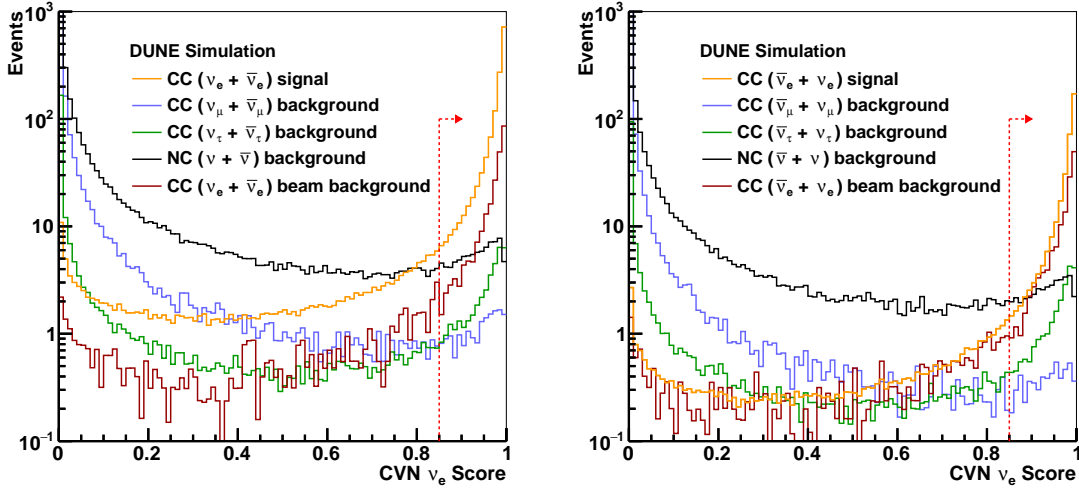 Events
10³
10²
10
1
10⁻¹
DUNE Simulation
CC (νe + ν̄e) signal
CC (νμ + ν̄μ) background
CC (ντ + ν̄τ) background
NC (ν + ν̄) background
CC (νe + ν̄e) beam background
0 0.2 0.4 0.6 0.8 1
CVN νe Score
Events
10³
10²
10
1
10⁻¹
DUNE Simulation
CC (ν̄e + νe) signal
CC (ν̄μ + νμ) background
CC (ν̄τ + ντ) background
NC (ν̄ + ν) background
CC (ν̄e + νe) beam background
0 0.2 0.4 0.6 0.8 1
CVN νe Score